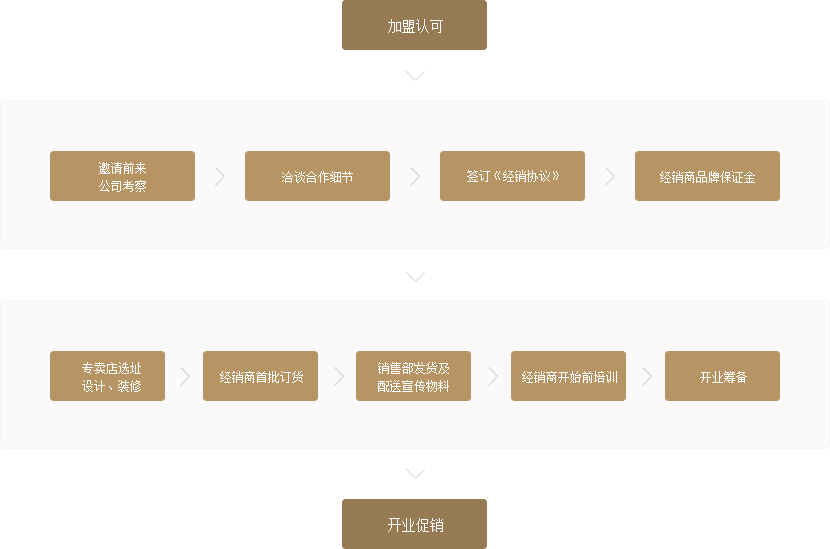 加盟认可
邀请前来
公司考察
洽谈合作细节
签订《经销协议》
经销商品牌保证金
专卖店选址
设计、装修
经销商首批订货
销售部发货及
配送宣传物料
经销商开始前培训
开业筹备
开业促销